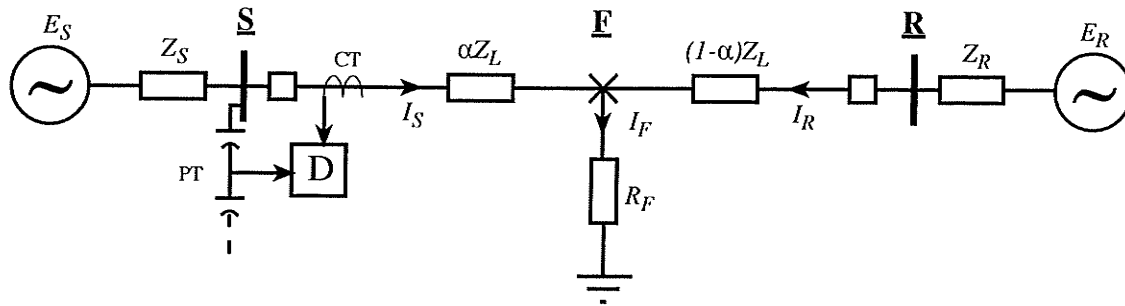 E_S
Z_S
S
CT
αZ_L
F
(1-α)Z_L
R
Z_R
E_R
I_S
I_F
I_R
PT
D
R_F